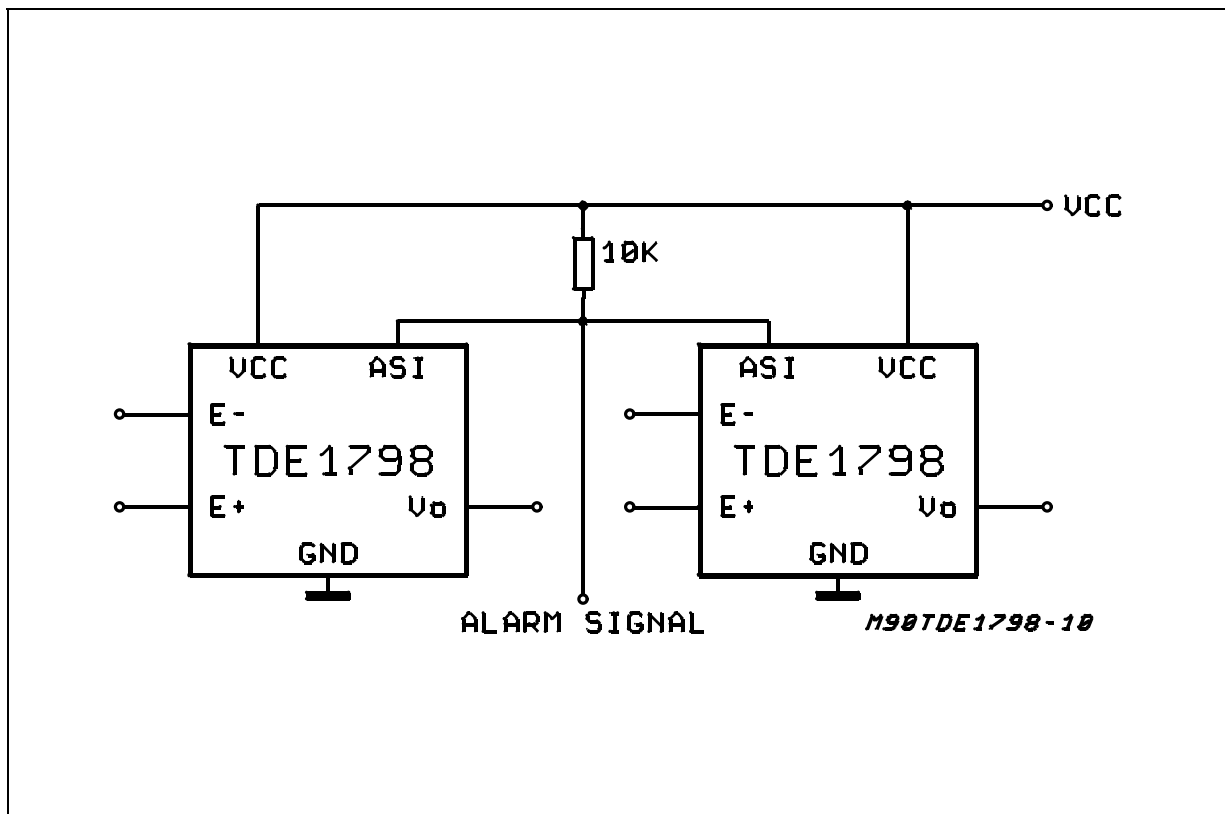 VCC
10K
VCC ASI
E-
TDE1798
E+ Vo
GND
ASI VCC
E-
TDE1798
E+ Vo
GND
ALARM SIGNAL
M90TDE1798-10